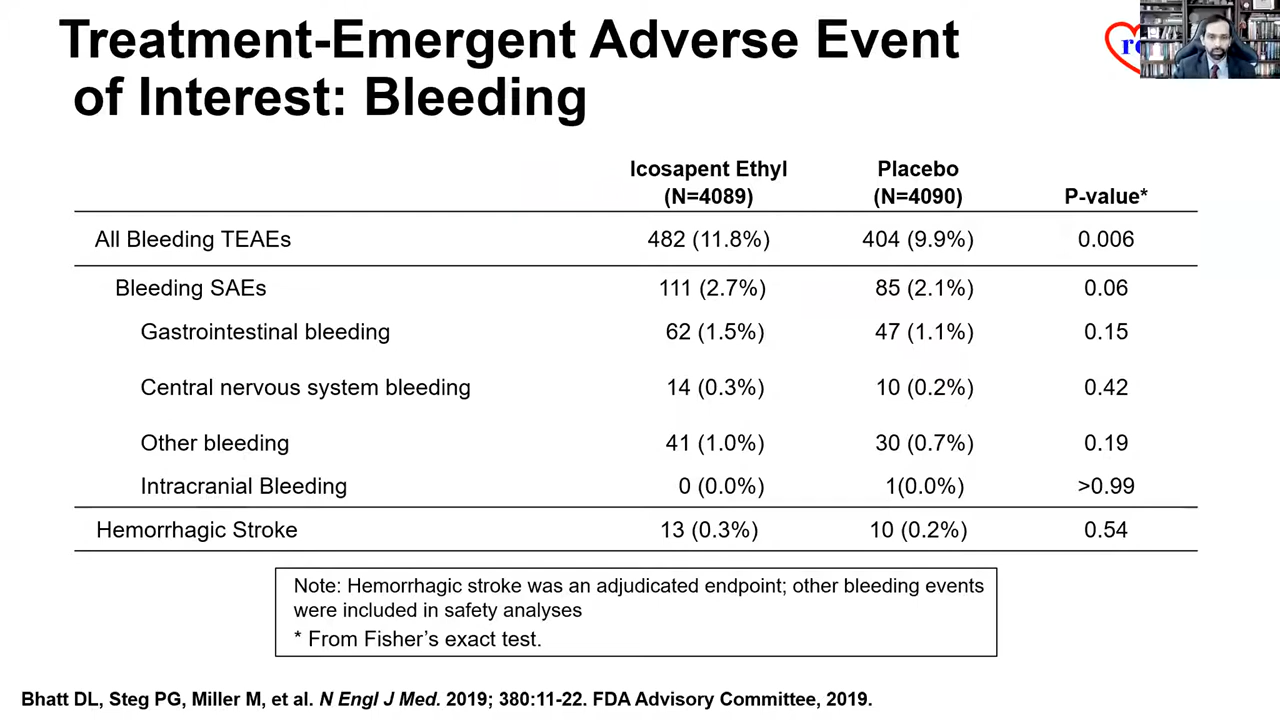 Treatment-Emergent Adverse Event
of Interest: Bleeding
Icosapent Ethyl Placebo
(N=4089) (N=4090) P-value*
All Bleeding TEAEs 482 (11.8%) 404 (9.9%) 0.006
Bleeding SAEs 111 (2.7%) 85 (2.1%) 0.06
Gastrointestinal bleeding 62 (1.5%) 47 (1.1%) 0.15
Central nervous system bleeding 14 (0.3%) 10 (0.2%) 0.42
Other bleeding 41 (1.0%) 30 (0.7%) 0.19
Intracranial Bleeding 0 (0.0%) 1(0.0%) >0.99
Hemorrhagic Stroke 13 (0.3%) 10 (0.2%) 0.54
Note: Hemorrhagic stroke was an adjudicated endpoint; other bleeding events
were included in safety analyses
* From Fisher's exact test.
Bhatt DL, Steg PG, Miller M, et al. N Engl J Med. 2019; 380:11-22. FDA Advisory Committee, 2019.